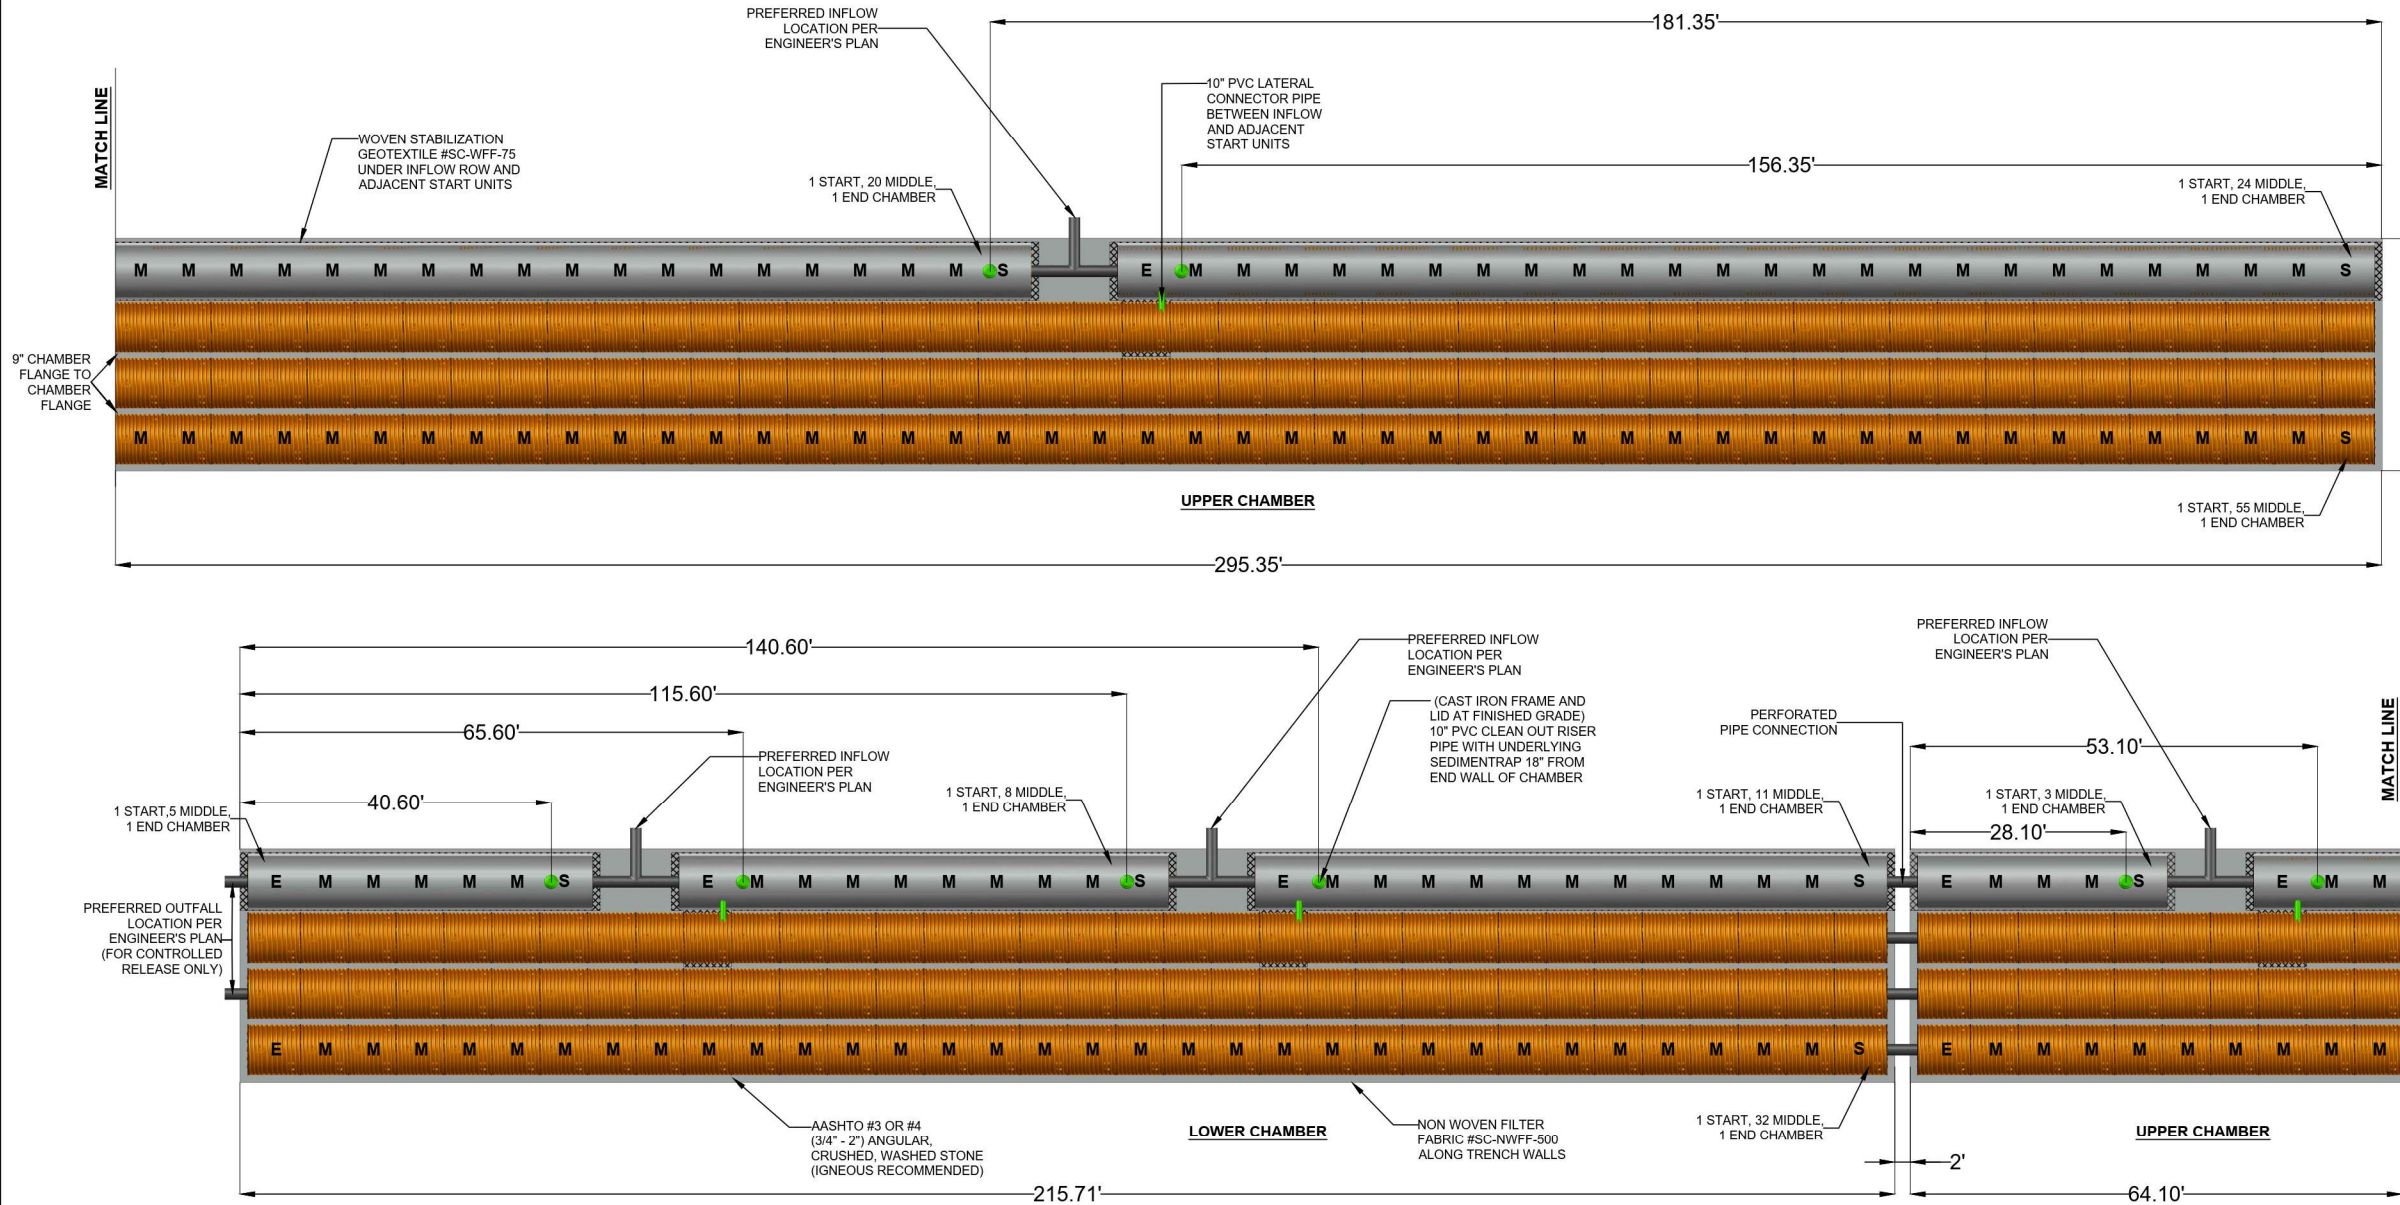 PREFERRED INFLOW
LOCATION PER
ENGINEER'S PLAN
181.35'
MATCH LINE
10" PVC LATERAL
CONNECTOR PIPE
BETWEEN INFLOW
AND ADJACENT
START UNITS
WOVEN STABILIZATION
GEOTEXTILE #SC-WFF-75
UNDER INFLOW ROW AND
ADJACENT START UNITS
156.35'
1 START, 20 MIDDLE,
1 END CHAMBER
1 START, 24 MIDDLE,
1 END CHAMBER
M M M M M M M M M M M M M M M M M M S E M M M M M M M M M M M M M M M M M M M M M M M M S
9" CHAMBER
FLANGE TO
CHAMBER
FLANGE
M M M M M M M M M M M M M M M M M M M M M M M M M M M M M M M M M M M M M M M M M M M M M M S
UPPER CHAMBER
1 START, 55 MIDDLE,
1 END CHAMBER
295.35'
140.60'
115.60'
65.60'
40.60'
PREFERRED INFLOW
LOCATION PER
ENGINEER'S PLAN
PREFERRED INFLOW
LOCATION PER
ENGINEER'S PLAN
(CAST IRON FRAME AND
LID AT FINISHED GRADE)
10" PVC CLEAN OUT RISER
PIPE WITH UNDERLYING
SEDIMENTRAP 18" FROM
END WALL OF CHAMBER
PERFORATED
PIPE CONNECTION
PREFERRED INFLOW
LOCATION PER
ENGINEER'S PLAN
53.10'
28.10'
MATCH LINE
1 START,5 MIDDLE,
1 END CHAMBER
1 START, 8 MIDDLE,
1 END CHAMBER
1 START, 11 MIDDLE,
1 END CHAMBER
1 START, 3 MIDDLE,
1 END CHAMBER
E M M M M M S E M M M M M M M M S E M M M M M M M M M M M S E M M M S E M M
PREFERRED OUTFALL
LOCATION PER
ENGINEER'S PLAN
(FOR CONTROLLED
RELEASE ONLY)
E M M M M M M M M M M M M M M M M M M M M M M M M M M M M M M M M S E M M M M M M M M M
AASHTO #3 OR #4
(3/4" - 2") ANGULAR,
CRUSHED, WASHED STONE
(IGNEOUS RECOMMENDED)
LOWER CHAMBER
NON WOVEN FILTER
FABRIC #SC-NWFF-500
ALONG TRENCH WALLS
1 START, 32 MIDDLE,
1 END CHAMBER
UPPER CHAMBER
2'
215.71'
64.10'